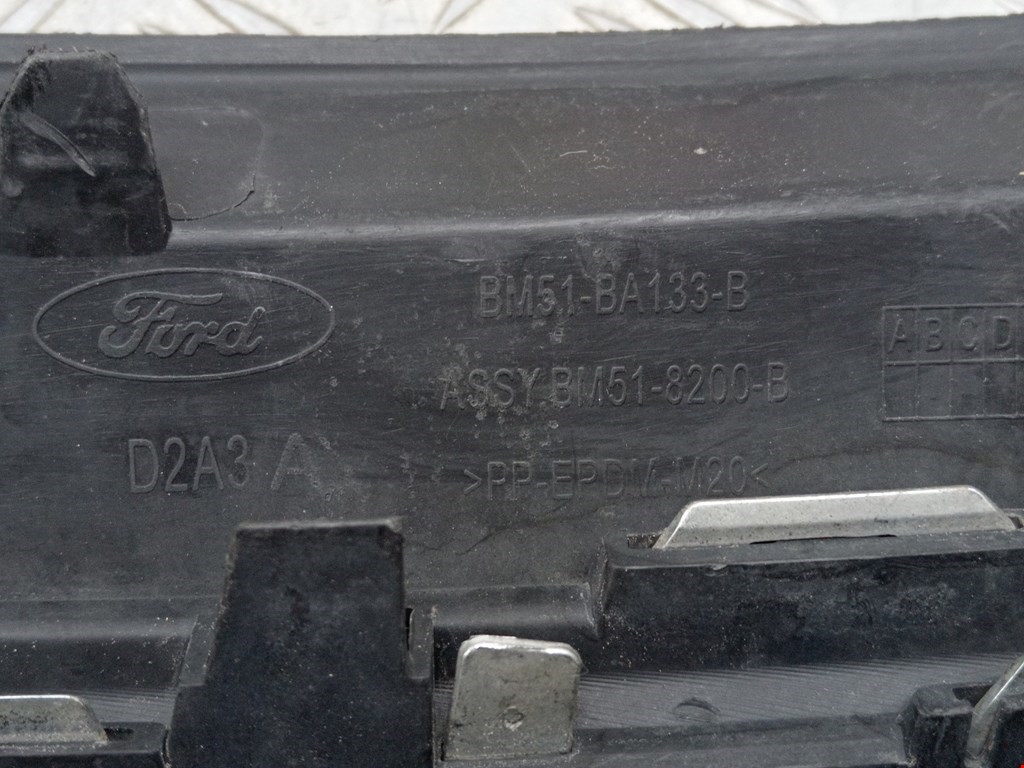 Ford
BM51-BA133-B
ASSY BM51-8200-B
A B C D
D2A3 A
>PP-EPDM-M20<